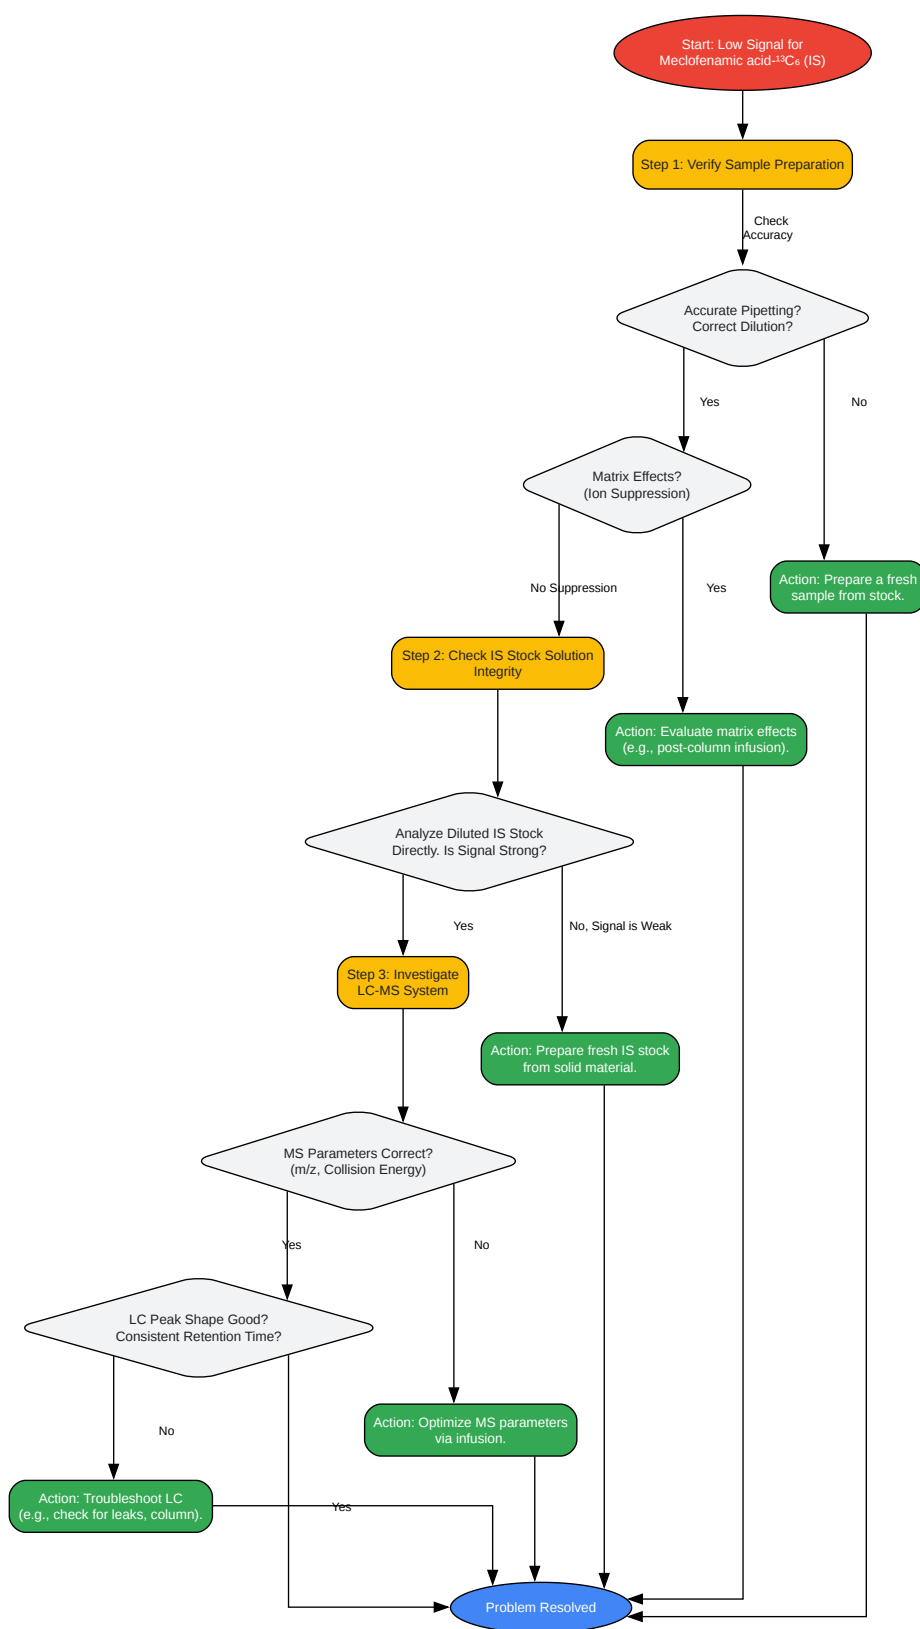 Start: Low Signal for
Meclofenamic acid-¹³C₆ (IS)
Step 1: Verify Sample Preparation
Check
Accuracy
Accurate Pipetting?
Correct Dilution?
Yes
No
Matrix Effects?
(Ion Suppression)
No Suppression
Yes
Action: Prepare a fresh
sample from stock.
Step 2: Check IS Stock Solution
Integrity
Action: Evaluate matrix effects
(e.g., post-column infusion).
Analyze Diluted IS Stock
Directly. Is Signal Strong?
Yes
No, Signal is Weak
Step 3: Investigate
LC-MS System
Action: Prepare fresh IS stock
from solid material.
MS Parameters Correct?
(m/z, Collision Energy)
Yes
No
LC Peak Shape Good?
Consistent Retention Time?
Action: Optimize MS parameters
via infusion.
No
Action: Troubleshoot LC
(e.g., check for leaks, column).
Yes
Problem Resolved